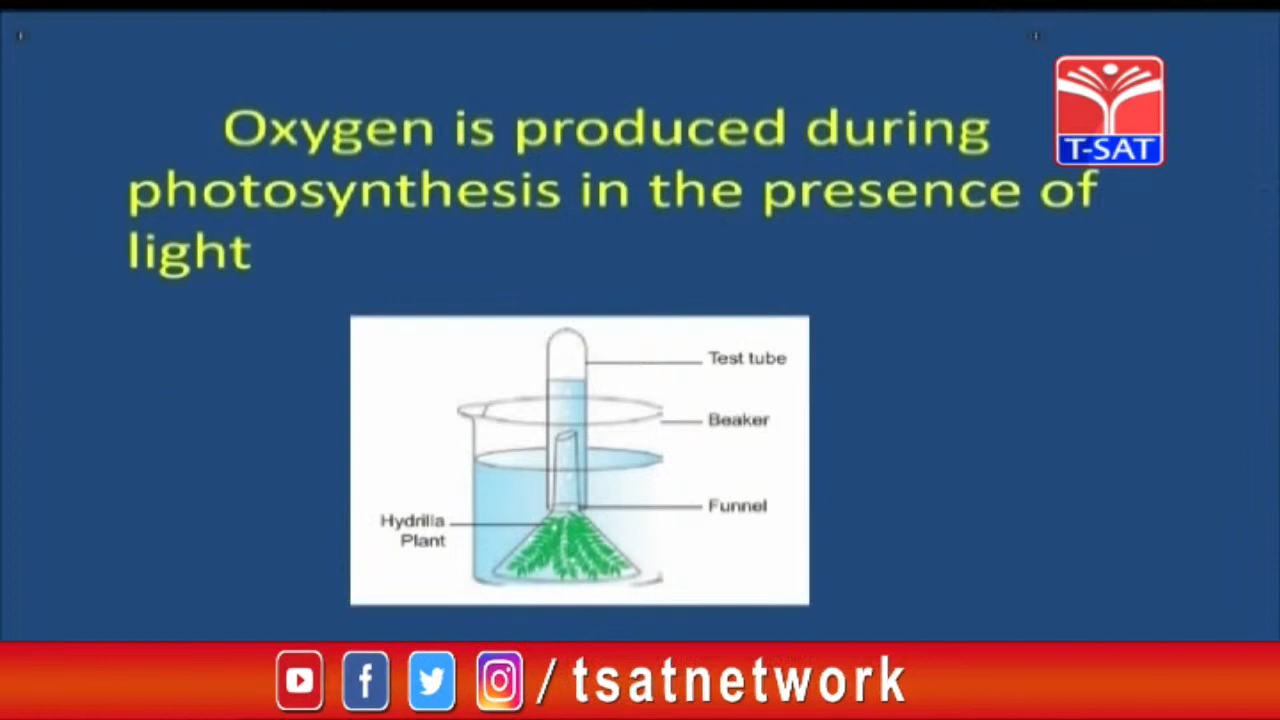 Oxygen is produced during
photosynthesis in the presence of
light
T-SAT
Test tube
Beaker
Funnel
Hydrilla
Plant
/ tsatnetwork